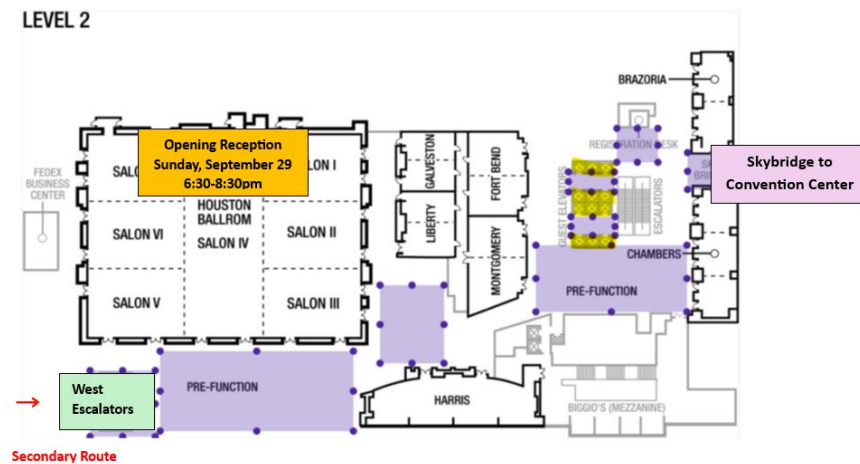 LEVEL 2
BRAZORIA
REGISTRATION DESK
Opening Reception
Sunday, September 29
6:30-8:30pm
SALON I
Skybridge to
Convention Center
GALVESTON
FORT BEND
FEDEX
BUSINESS
CENTER
HOUSTON
BALLROM
GUEST ELEVATORS
ESCALATORS
SALON VI
SALON IV
SALON II
LIBERTY
MONTGOMERY
CHAMBERS
PRE-FUNCTION
SALON V
SALON III
West
Escalators
PRE-FUNCTION
HARRIS
BIGGIO'S (MEZZANINE)
Secondary Route